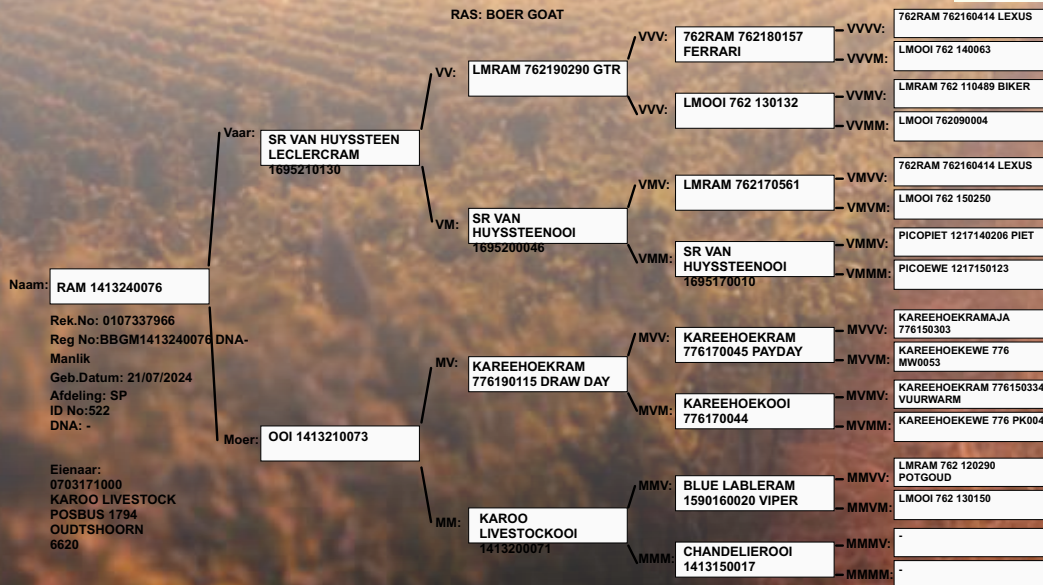 RAS: BOER GOAT
Naam:
RAM 1413240076
Rek.No: 0107337966
Reg No:BBGM1413240076 DNA-
Manlik
Geb.Datum: 21/07/2024
Afdeling: SP
ID No:522
DNA: -
Eienaar:
0703171000
KAROO LIVESTOCK
POSBUS 1794
OUDTSHOORN
6620
Vaar:
SR VAN HUYSSTEEN
LECLERCRAM
1695210130
Moer:
OOI 1413210073
VV:
LMRAM 762190290 GTR
VM:
SR VAN
HUYSSTEENOOI
1695200046
MV:
KAREEHOEKRAM
776190115 DRAW DAY
MM:
KAROO
LIVESTOCKOOI
1413200071
VVV:
762RAM 762180157
FERRARI
VVV:
LMOOI 762 130132
VMV:
LMRAM 762170561
VMM:
SR VAN
HUYSSTEENOOI
1695170010
MVV:
KAREEHOEKRAM
776170045 PAYDAY
MVM:
KAREEHOEKOOI
776170044
MMV:
BLUE LABLERAM
1590160020 VIPER
MMM:
CHANDELIEROOI
1413150017
VVVV:
762RAM 762160414 LEXUS
VVVM:
LMOOI 762 140063
VVMV:
LMRAM 762 110489 BIKER
VVMM:
LMOOI 762090004
VMVV:
762RAM 762160414 LEXUS
VMVM:
LMOOI 762 150250
VMMV:
PICOPIET 1217140206 PIET
VMMM:
PICOEWE 1217150123
MVVV:
KAREEHOEKRAMAJA
776150303
MVVM:
KAREEHOEKEWE 776
MW0053
MVMV:
KAREEHOEKRAM 776150334
VUURWARM
MVMM:
KAREEHOEKEWE 776 PK004
MMVV:
LMRAM 762 120290
POTGOUD
MMVM:
LMOOI 762 130150
MMMV:
-
MMMM:
-